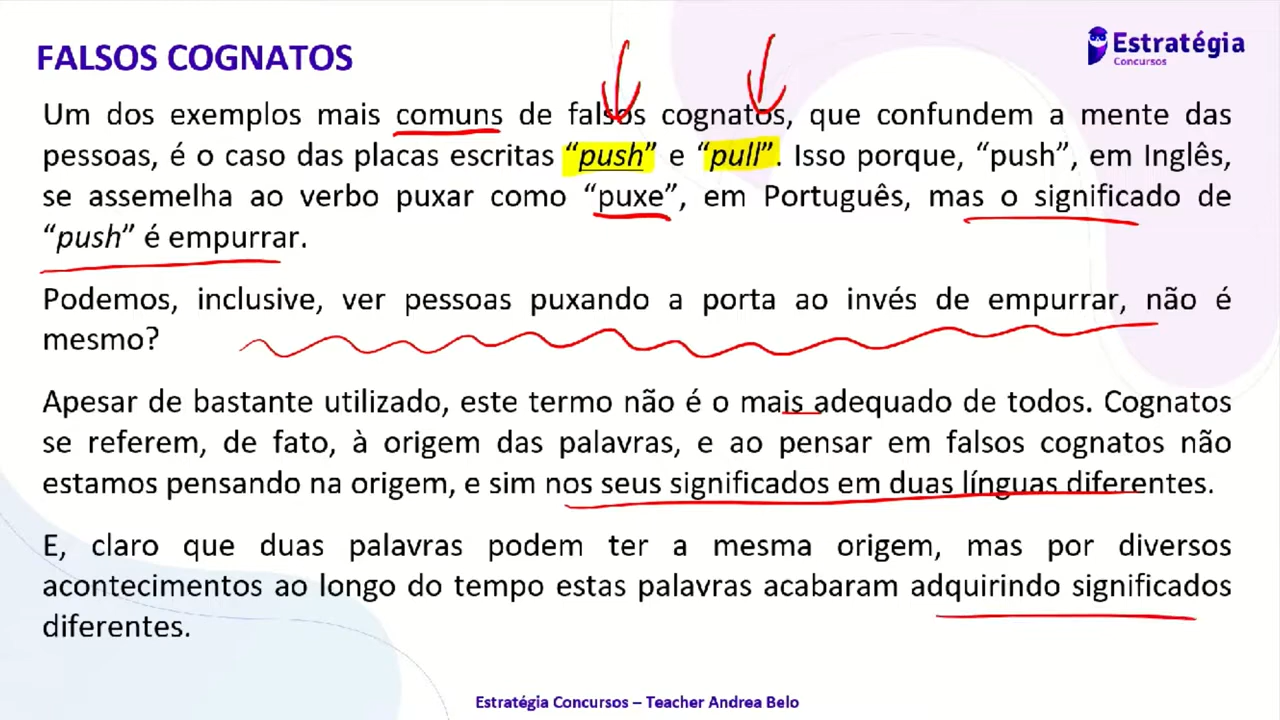 FALSOS COGNATOS
Estratégia
Concursos
Um dos exemplos mais comuns de falsos cognatos, que confundem a mente das
pessoas, é o caso das placas escritas “push” e “pull”. Isso porque, “push”, em Inglês,
se assemelha ao verbo puxar como “puxe”, em Português, mas o significado de
“push” é empurrar.
Podemos, inclusive, ver pessoas puxando a porta ao invés de empurrar, não é
mesmo?
Apesar de bastante utilizado, este termo não é o mais adequado de todos. Cognatos
se referem, de fato, à origem das palavras, e ao pensar em falsos cognatos não
estamos pensando na origem, e sim nos seus significados em duas línguas diferentes.
E, claro que duas palavras podem ter a mesma origem, mas por diversos
acontecimentos ao longo do tempo estas palavras acabaram adquirindo significados
diferentes.
Estratégia Concursos – Teacher Andrea Belo